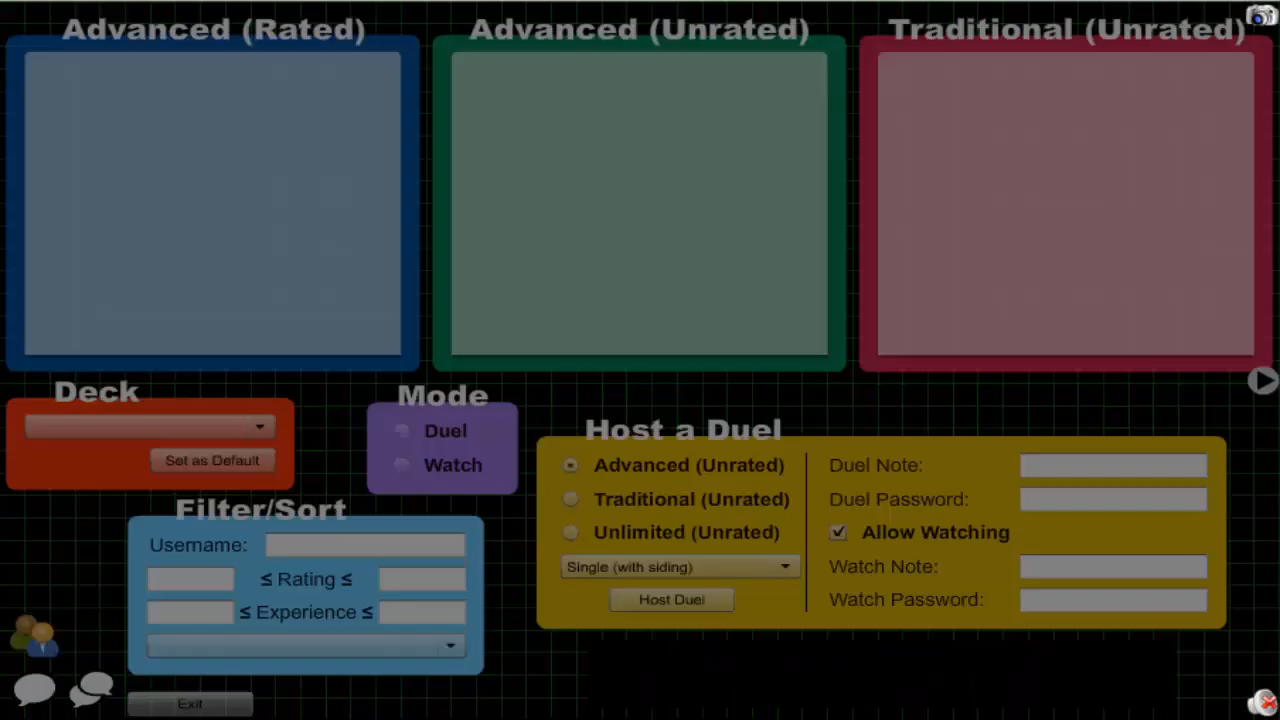 Advanced (Rated)
Advanced (Unrated)
Traditional (Unrated)
Deck
Set as Default
Mode
Duel
Watch
Filter/Sort
Username:
≤ Rating ≤
≤ Experience ≤
Exit
Host a Duel
Advanced (Unrated)
Traditional (Unrated)
Unlimited (Unrated)
Single (with siding)
Host Duel
Duel Note:
Duel Password:
Allow Watching
Watch Note:
Watch Password: